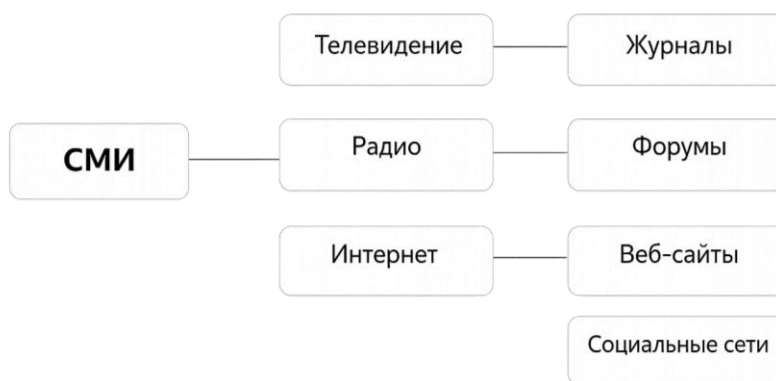 Телевидение
Журналы
СМИ
Радио
Форумы
Интернет
Веб-сайты
Социальные сети